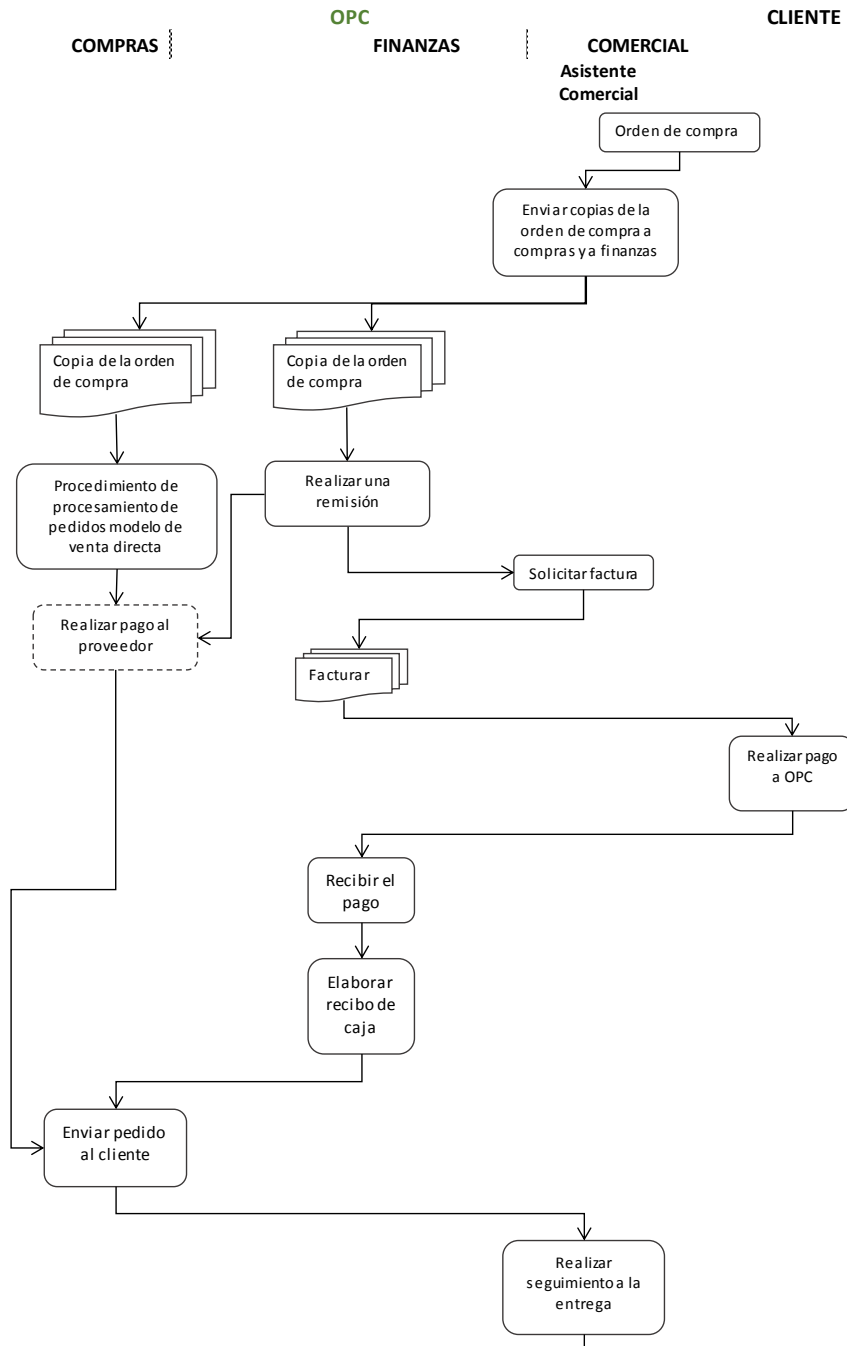 OPC
CLIENTE
COMPRAS
FINANZAS
COMERCIAL
Asistente
Comercial
Orden de compra
Enviar copias de la
orden de compra a
compras y a finanzas
Copia de la orden
de compra
Copia de la orden
de compra
Procedimiento de
procesamiento de
pedidos modelo de
venta directa
Realizar una
remisión
Solicitar factura
Realizar pago al
proveedor
Facturar
Realizar pago
a OPC
Recibir el
pago
Elaborar
recibo de
caja
Enviar pedido
al cliente
Realizar
seguimiento a la
entrega